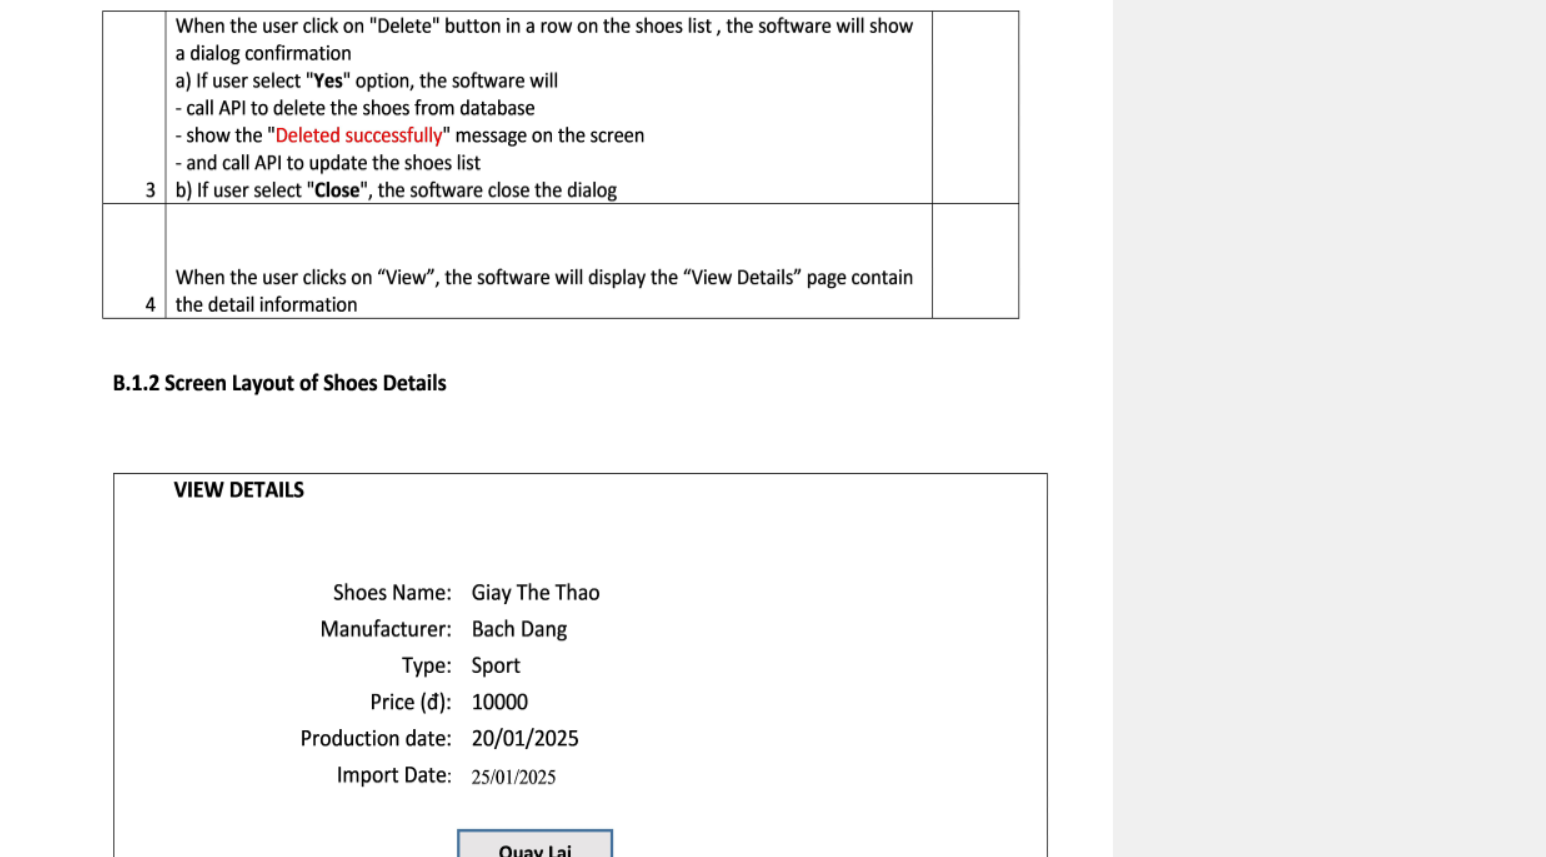 When the user click on "Delete" button in a row on the shoes list , the software will show
a dialog confirmation
a) If user select "Yes" option, the software will
- call API to delete the shoes from database
- show the "Deleted successfully" message on the screen
- and call API to update the shoes list
3 b) If user select "Close", the software close the dialog
When the user clicks on “View”, the software will display the “View Details” page contain
4 the detail information
B.1.2 Screen Layout of Shoes Details
VIEW DETAILS
Shoes Name: Giay The Thao
Manufacturer: Bach Dang
Type: Sport
Price (đ): 10000
Production date: 20/01/2025
Import Date: 25/01/2025
Quay Lai